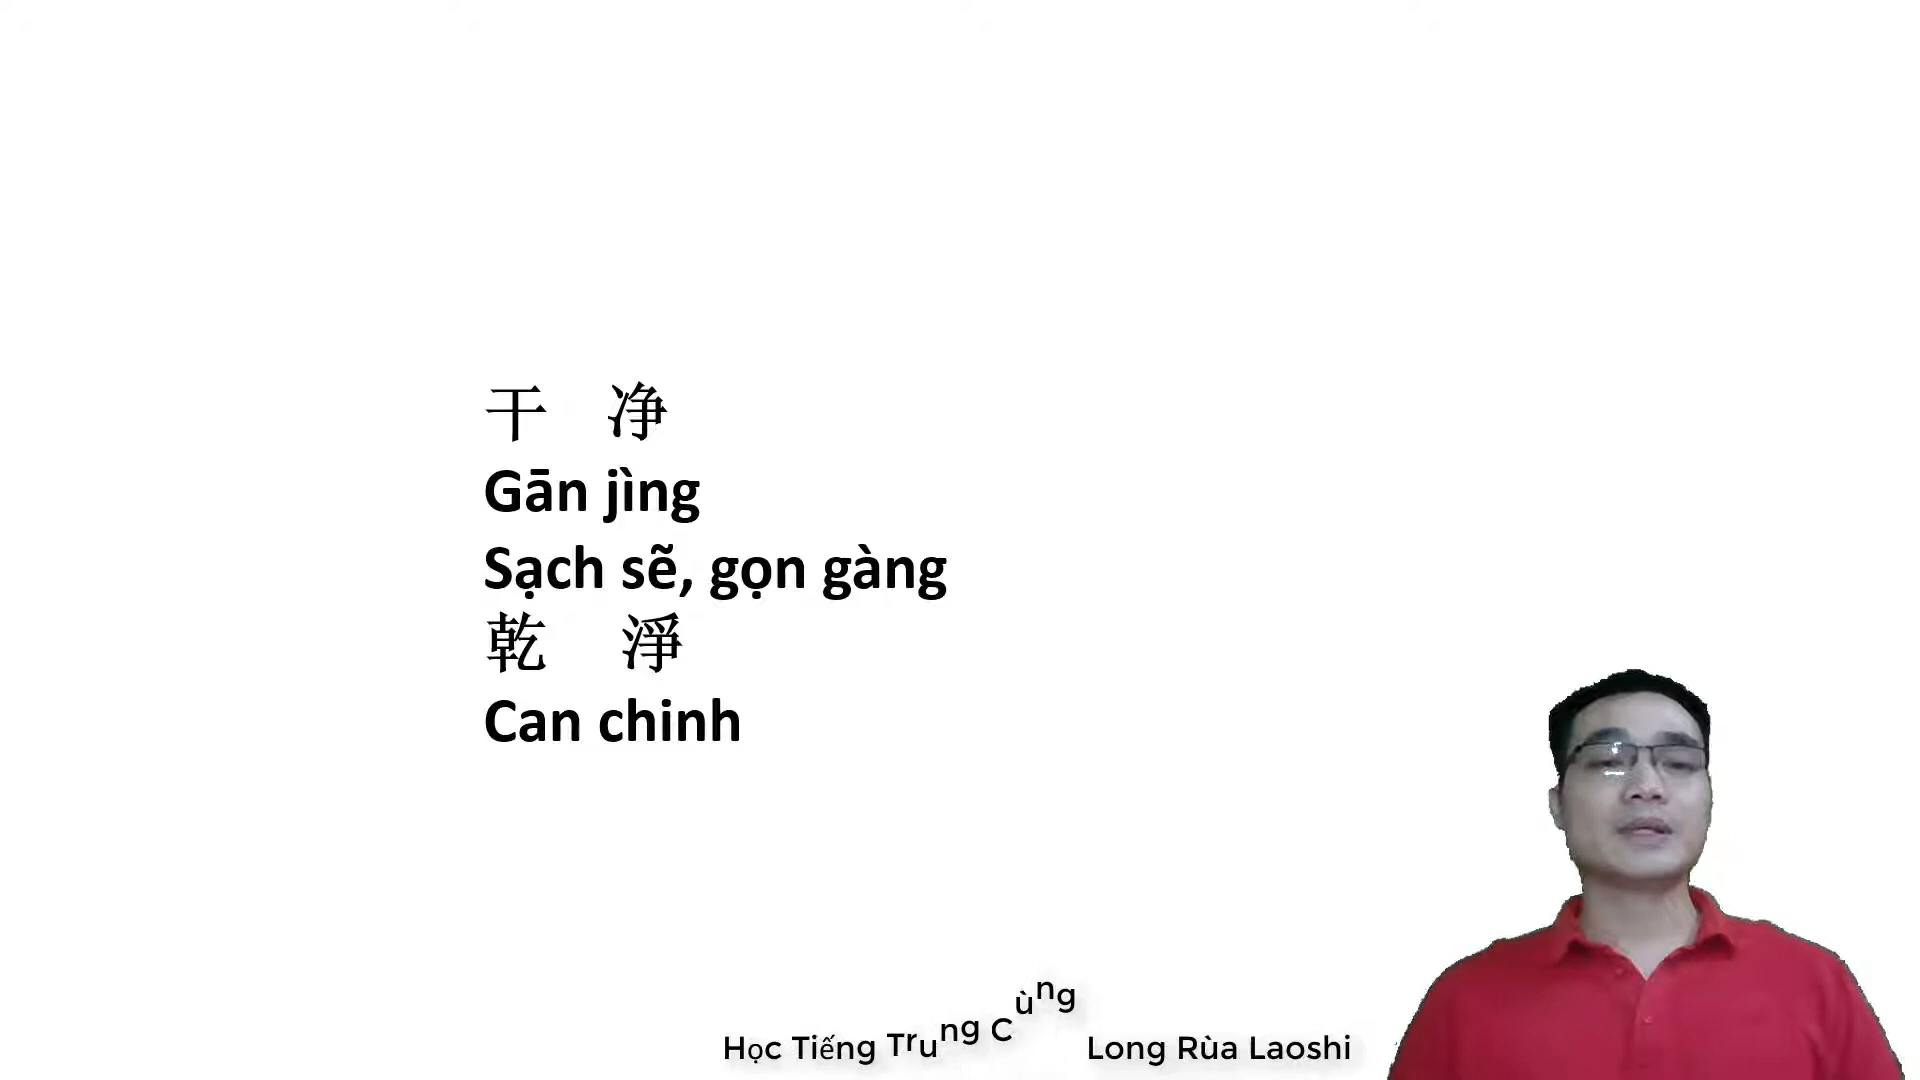 干 净
Gān jìng
Sạch sẽ, gọn gàng
乾 淨
Can chinh
Học Tiếng Trung Cùng Long Rùa Laoshi